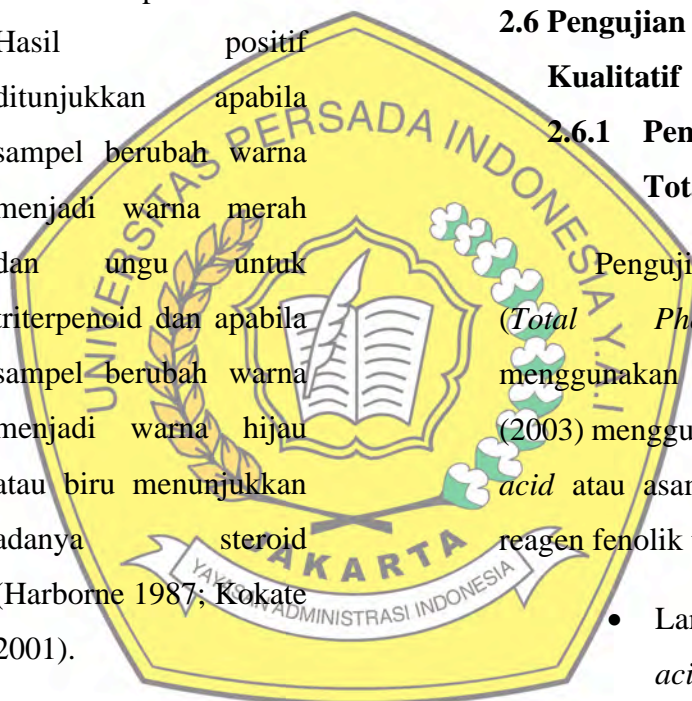 Hasil positif
ditunjukkan apabila
sampel berubah warna
menjadi warna merah
dan ungu untuk
triterpenoid dan apabila
sampel berubah warna
menjadi warna hijau
atau biru menunjukkan
adanya steroid
(Harborne 1987; Kokate
2001).
2.6 Pengujian
Kualitatif
2.6.1 Pen
Tot
Penguji
(Total Ph
menggunakan
(2003) menggu
acid atau asam
reagen fenolik
• Lar
acid
UNIVERSITAS PERSADA INDONESIA Y.A.I
JAKARTA
YAYASAN ADMINISTRASI INDONESIA